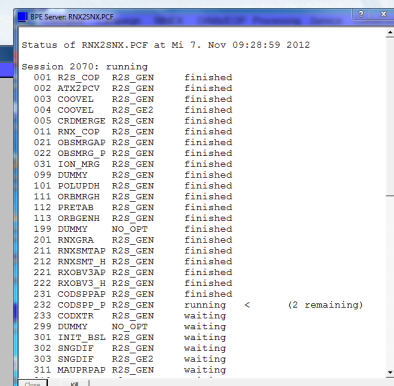 BPE Server: RNX2SNX.PCF
Status of RNX2SNX.PCF at Mi 7. Nov 09:28:59 2012
Session 2070: running
001 R2S_COP R2S_GEN finished
002 ATX2PCV R2S_GEN finished
003 COOVEL R2S_GEN finished
004 COOVEL R2S_GE2 finished
005 CRDMERGE R2S_GEN finished
011 RNX_COP R2S_GEN finished
021 OBSMRGAP R2S_GEN finished
022 OBSMRG_P R2S_GEN finished
031 ION_MRG R2S_GEN finished
099 DUMMY R2S_GEN finished
101 POLUPDH R2S_GEN finished
111 ORBMRGH R2S_GEN finished
112 PRETAB R2S_GEN finished
113 ORBGENH R2S_GEN finished
199 DUMMY NO_OPT finished
201 RNXGRA R2S_GEN finished
211 RNXSMTAP R2S_GEN finished
212 RNXSMT_H R2S_GEN finished
221 RXOBV3AP R2S_GEN finished
222 RXOBV3_H R2S_GEN finished
231 CODSPPAP R2S_GEN finished
232 CODSPP_P R2S_GEN running < (2 remaining)
233 CODXTR R2S_GEN waiting
299 DUMMY NO_OPT waiting
301 INIT_BSL R2S_GEN waiting
302 SNGDIF R2S_GEN waiting
303 SNGDIF R2S_GE2 waiting
311 MAUPRPAP R2S_GEN waiting
Close Kill